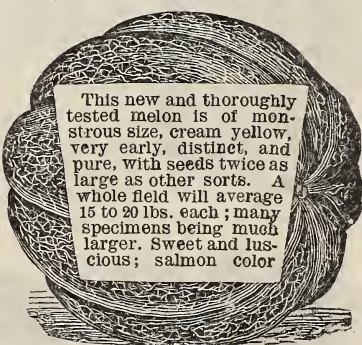 This new and thoroughly
tested melon is of mon-
strous size, cream yellow,
very early, distinct, and
pure, with seeds twice as
large as other sorts. A
whole field will average
15 to 20 lbs. each ; many
specimens being much
larger. Sweet and lus-
cious ; salmon color